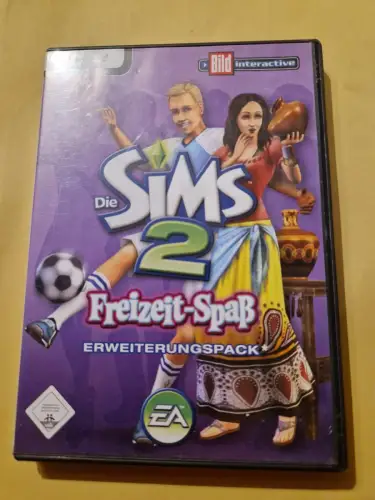 Bild interactive
Die SIMS
2
Freizeit-Spaß
ERWEITERUNGSPACK
EA